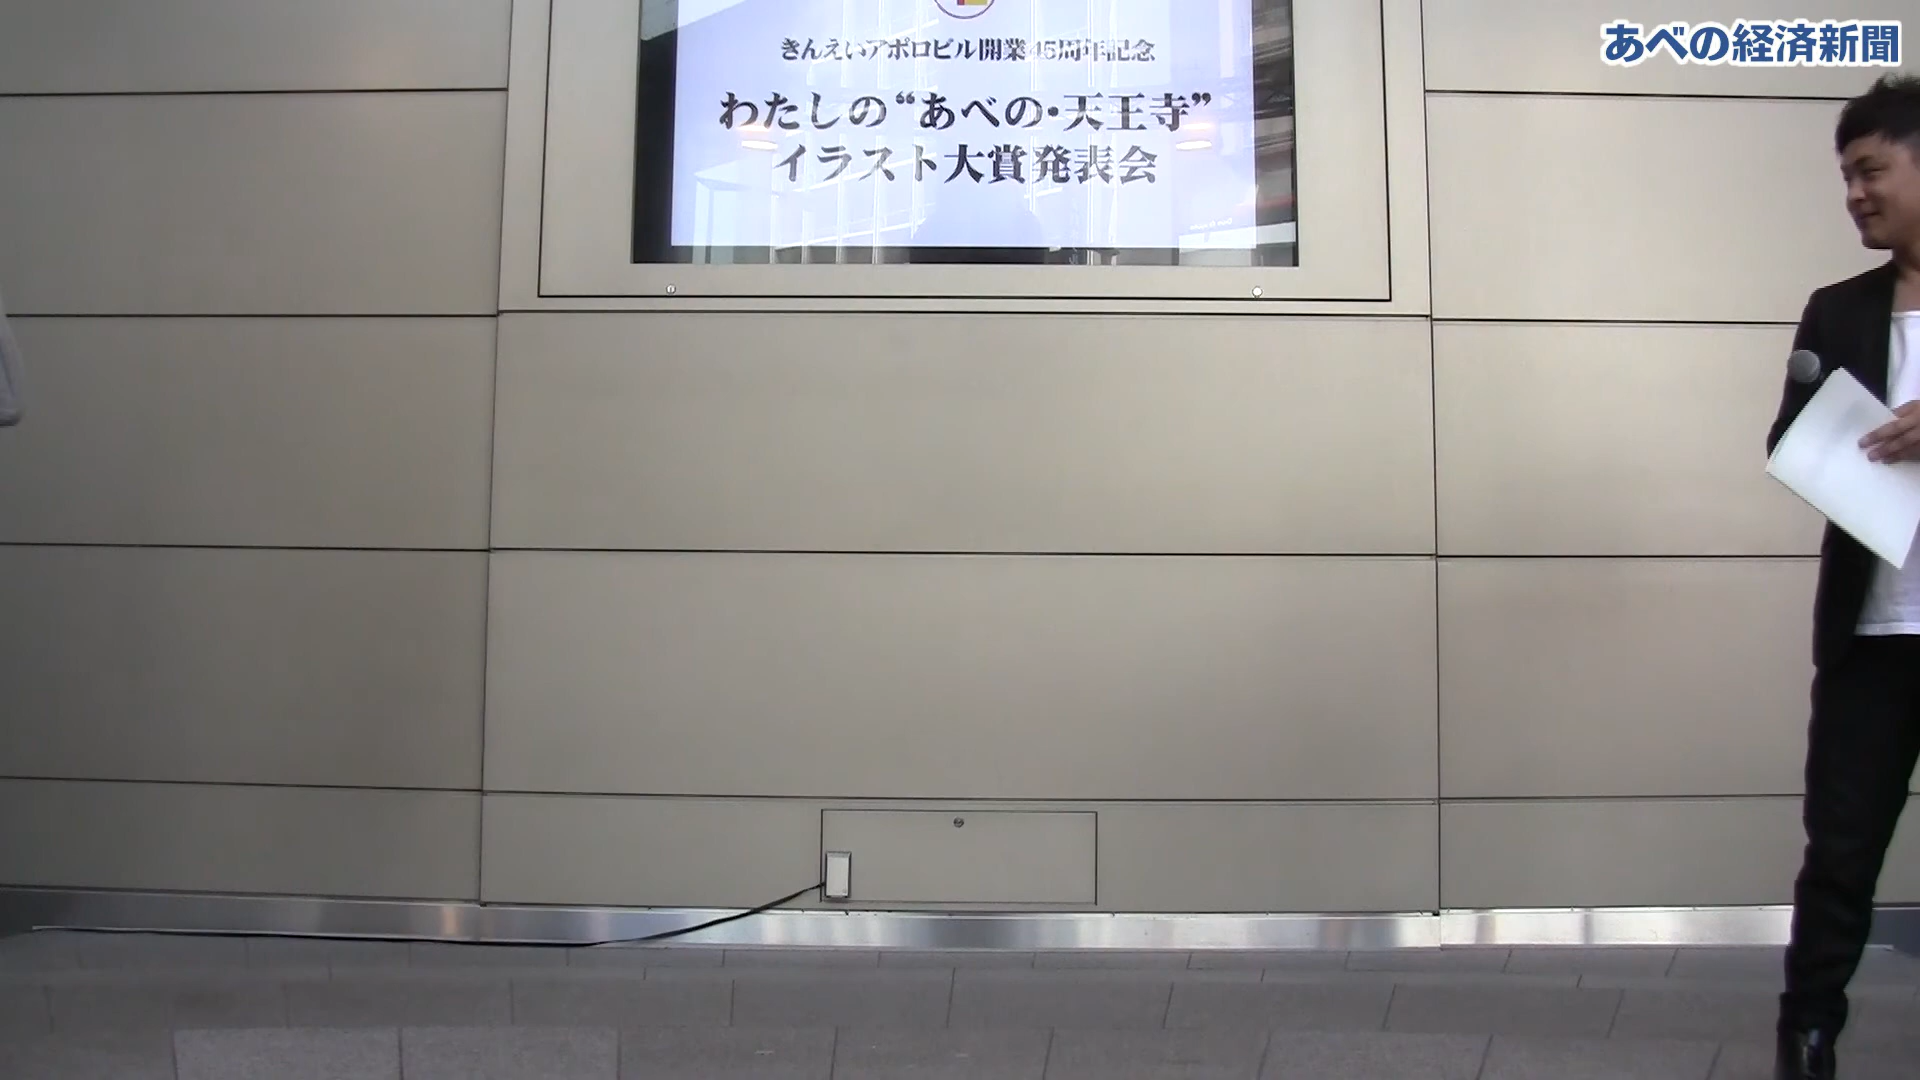 あべの経済新聞
きんえいアポロビル開業45周年記念
わたしの“あべの・天王寺”
イラスト大賞発表会